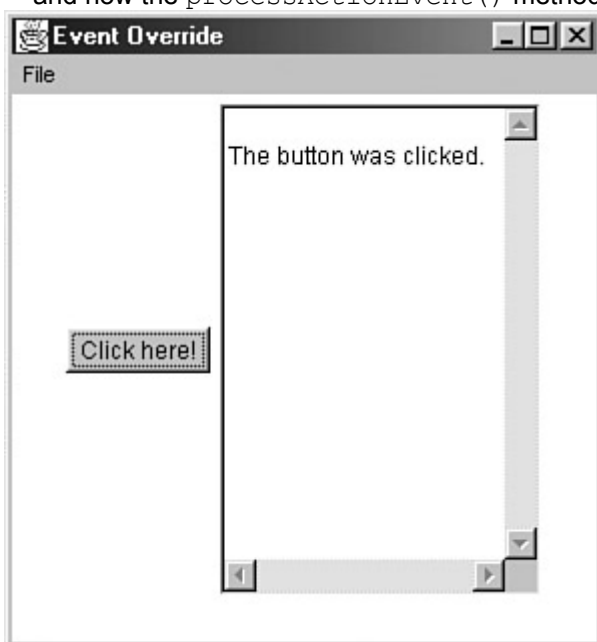 and how the processActionEvent() method
Event Override
File
The button was clicked.
Click here!